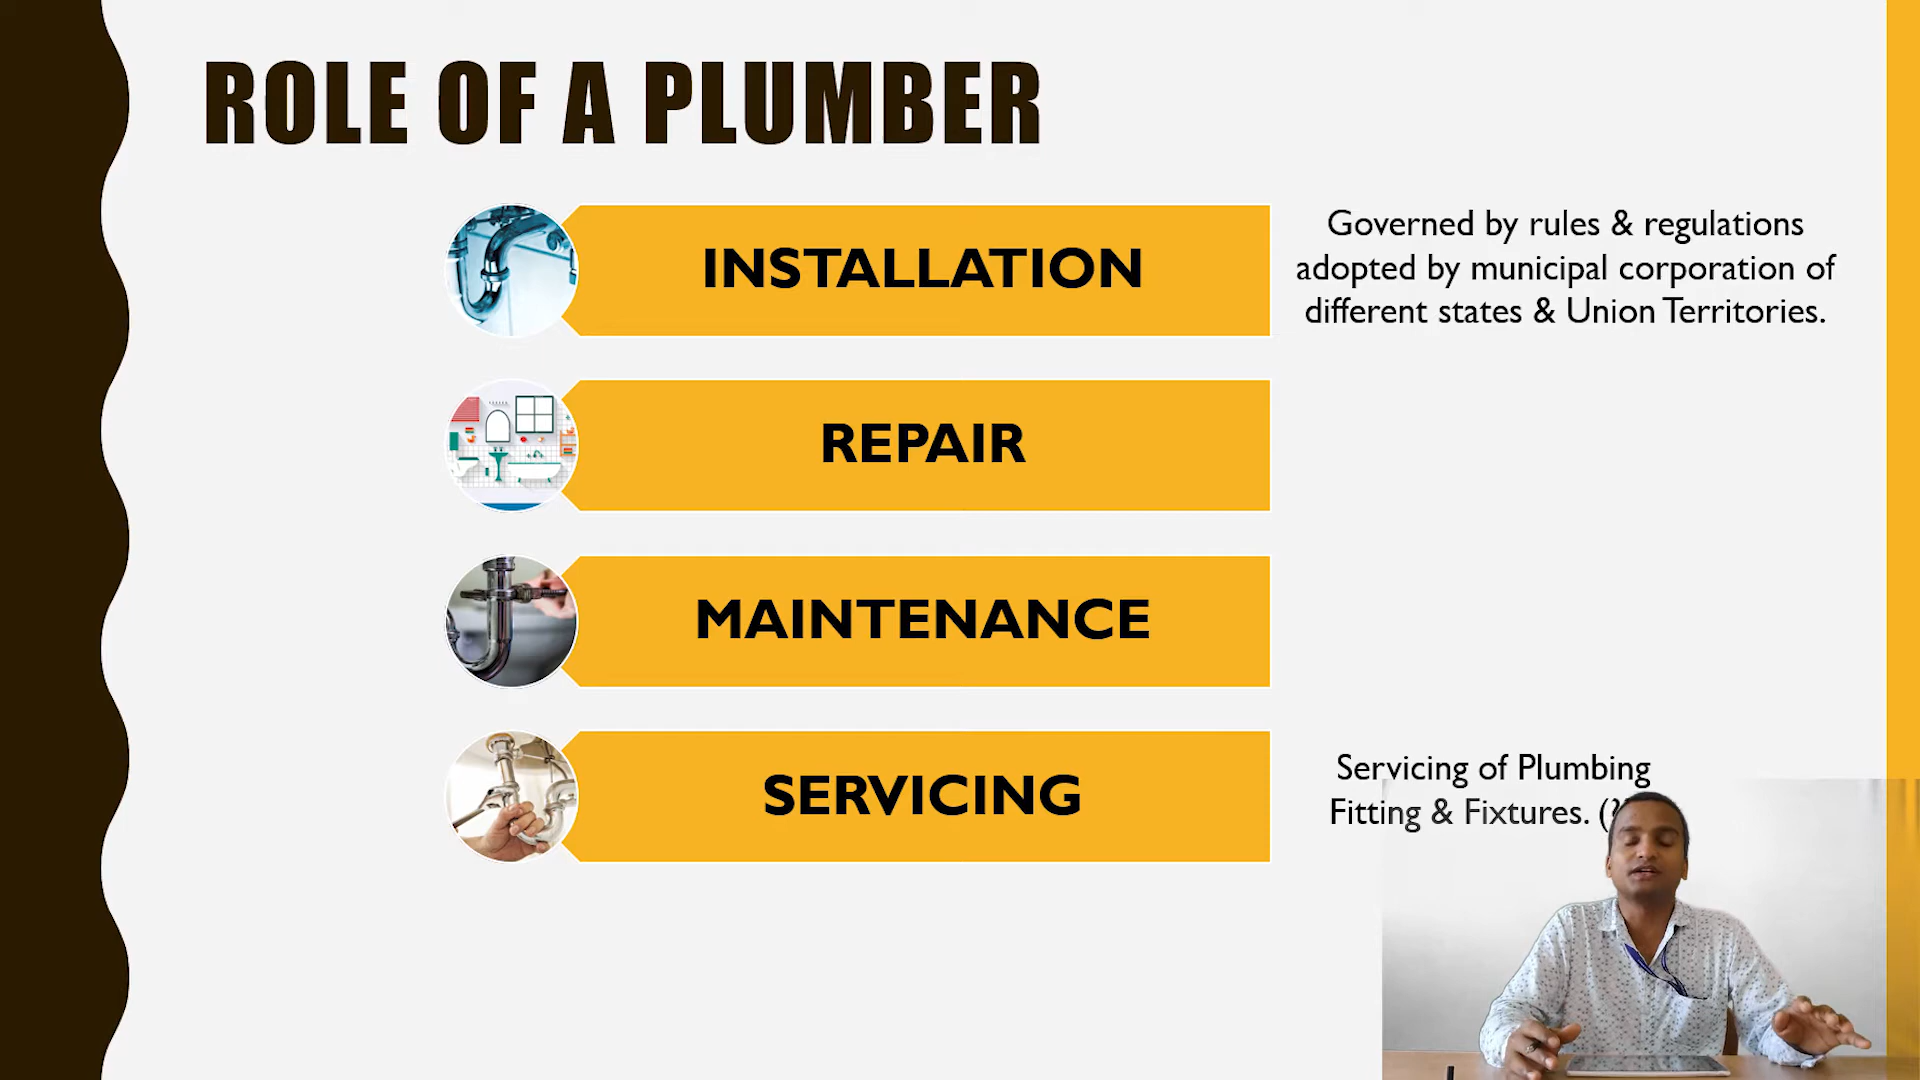 ROLE OF A PLUMBER
INSTALLATION
Governed by rules & regulations
adopted by municipal corporation of
different states & Union Territories.
REPAIR
MAINTENANCE
SERVICING
Servicing of Plumbing
Fitting & Fixtures.